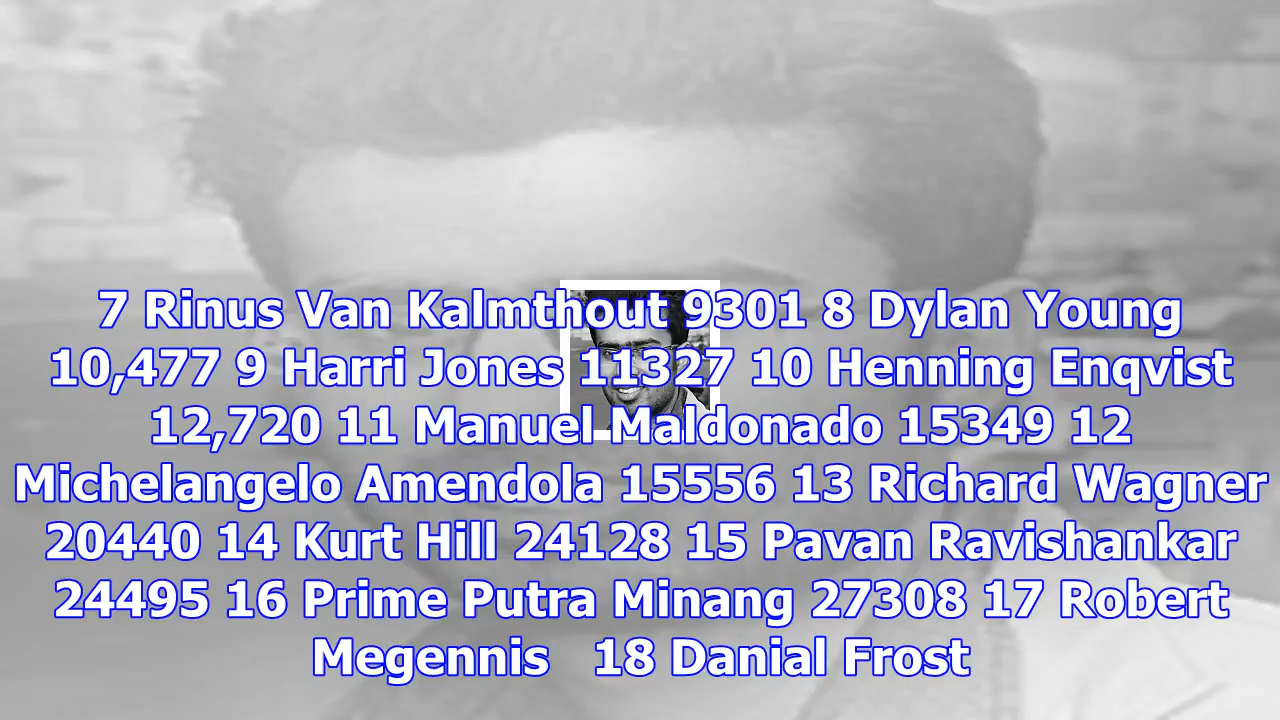 7 Rinus Van Kalmthout 9301 8 Dylan Young
10,477 9 Harri Jones 11327 10 Henning Enqvist
12,720 11 Manuel Maldonado 15349 12
Michelangelo Amendola 15556 13 Richard Wagner
20440 14 Kurt Hill 24128 15 Pavan Ravishankar
24495 16 Prime Putra Minang 27308 17 Robert
Megennis 18 Danial Frost